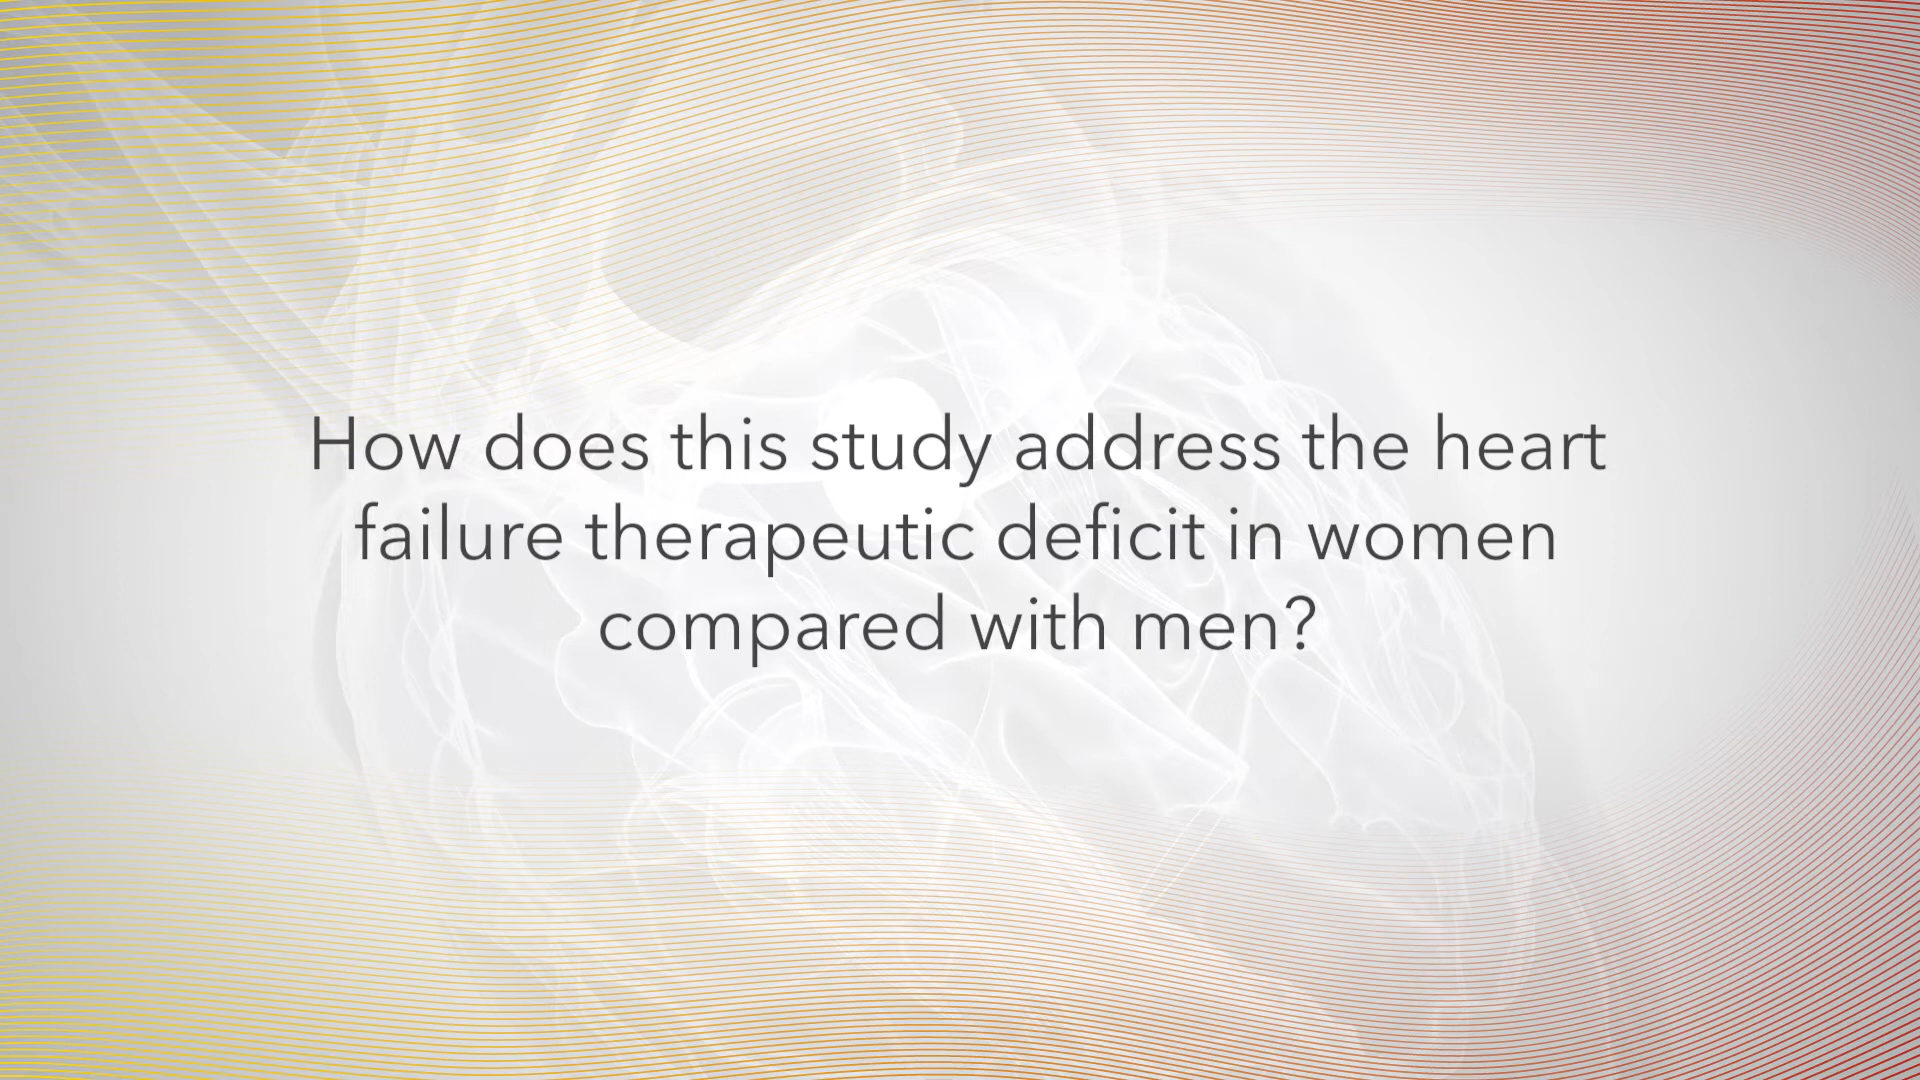 How does this study address the heart
failure therapeutic deficit in women
compared with men?